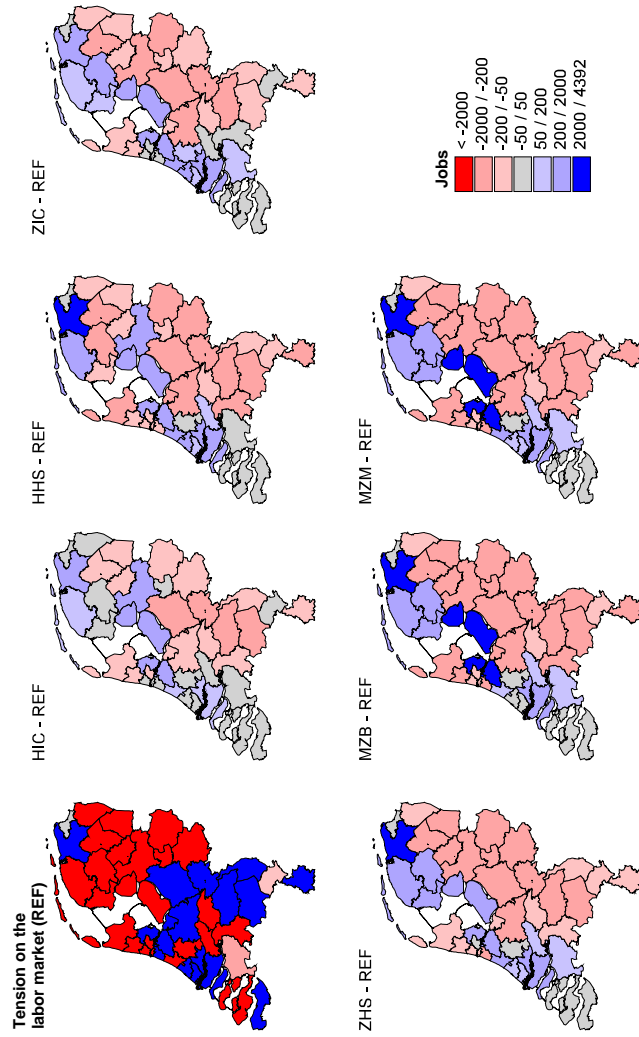 Tension on the
labor market (REF)
HIC - REF
HHS - REF
ZIC - REF
ZHS - REF
MZB - REF
MZM - REF
Jobs
< -2000
-2000 / -200
-200 / -50
-50 / 50
50 / 200
200 / 2000
2000 / 4392